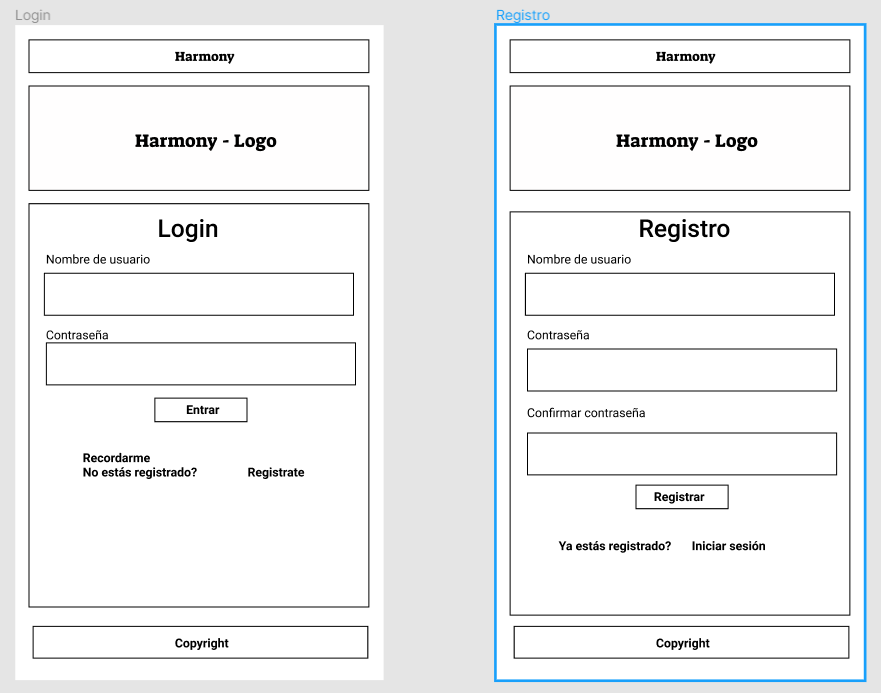 Login
Harmony
Harmony - Logo
Login
Nombre de usuario
Contraseña
Entrar
Recordarme
No estás registrado? Registrate
Copyright
Registro
Harmony
Harmony - Logo
Registro
Nombre de usuario
Contraseña
Confirmar contraseña
Registrar
Ya estás registrado? Iniciar sesión
Copyright